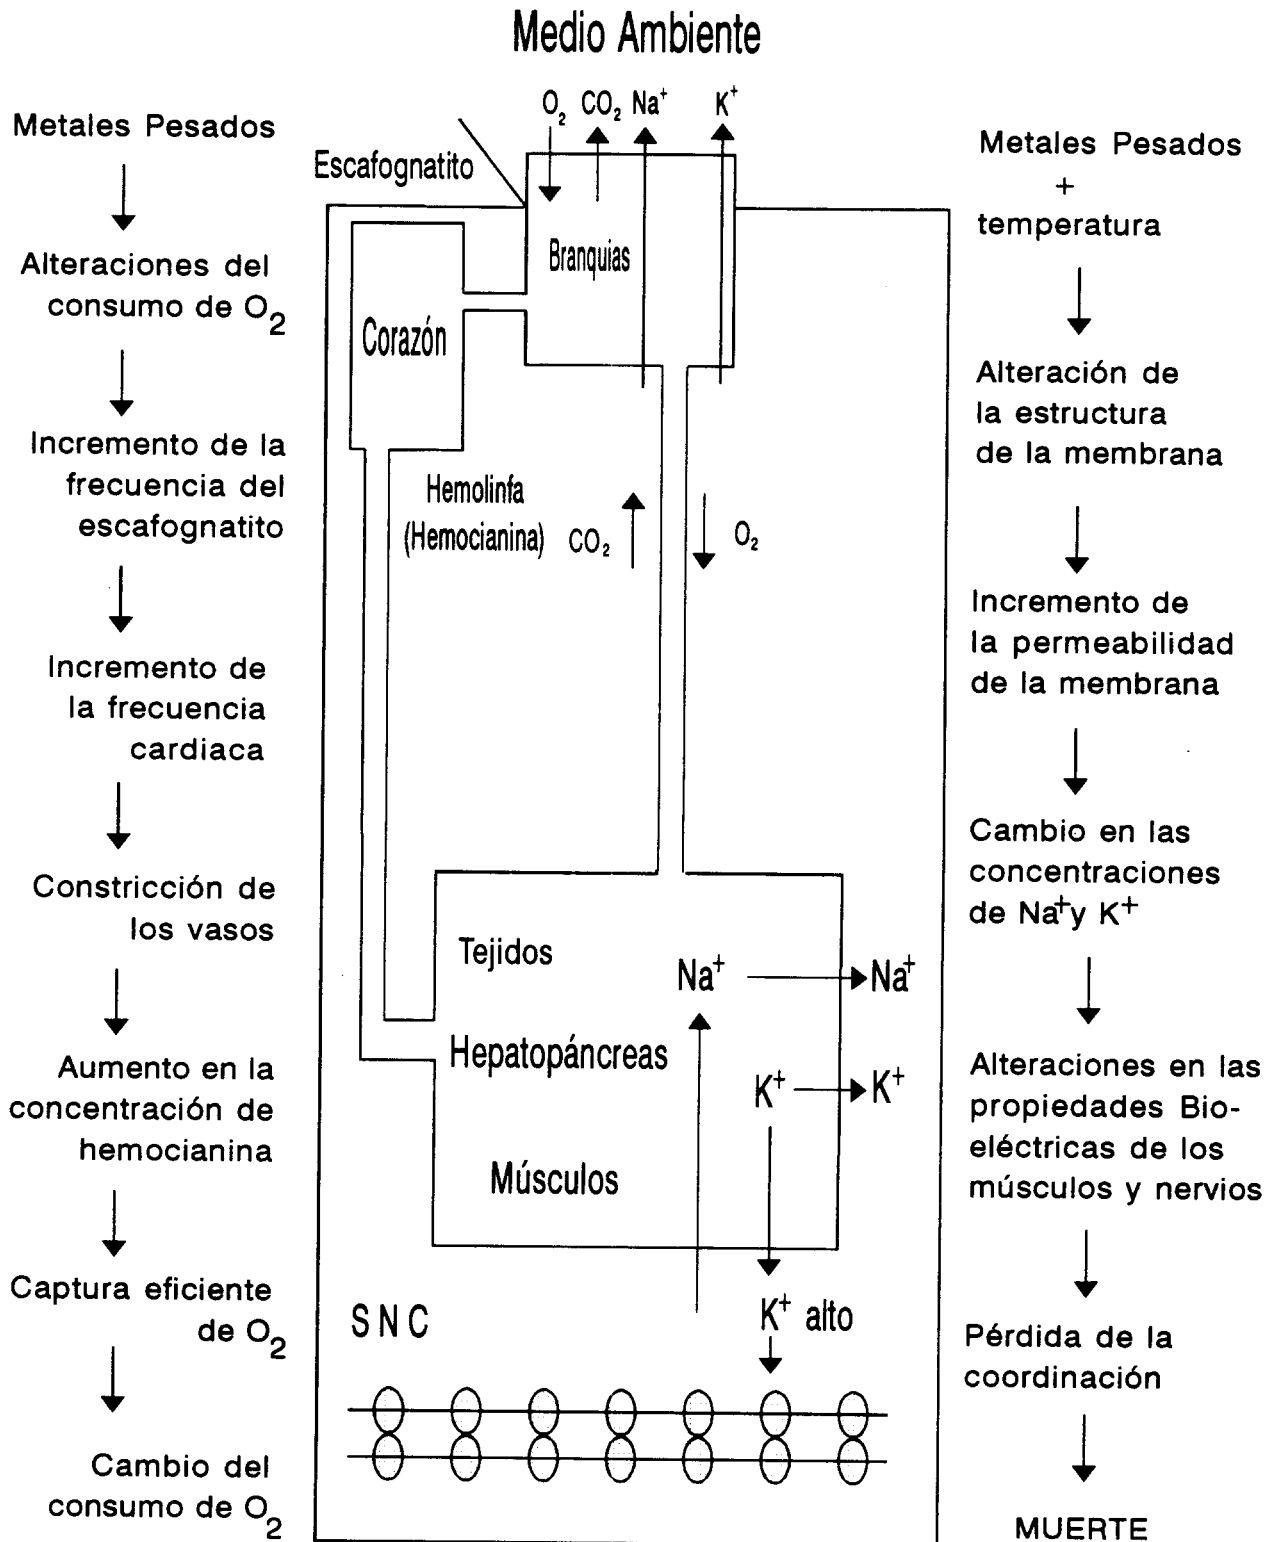 Medio Ambiente
Metales Pesados
Alteraciones del
consumo de O₂
Incremento de la
frecuencia del
escafognatito
Incremento de
la frecuencia
cardiaca
Constricción de
los vasos
Aumento en la
concentración de
hemocianina
Captura eficiente
de O₂
Cambio del
consumo de O₂
O₂ CO₂ Na⁺ K⁺
Escafognatito
Branquias
Corazón
Hemolinfa
(Hemocianina) CO₂ O₂
Tejidos
Na⁺ Na⁺
Hepatopáncreas
K⁺ K⁺
Músculos
SNC K⁺ alto
Metales Pesados
+
temperatura
Alteración de
la estructura
de la membrana
Incremento de
la permeabilidad
de la membrana
Cambio en las
concentraciones
de Na⁺y K⁺
Alteraciones en las
propiedades Bio-
eléctricas de los
músculos y nervios
Pérdida de la
coordinación
MUERTE